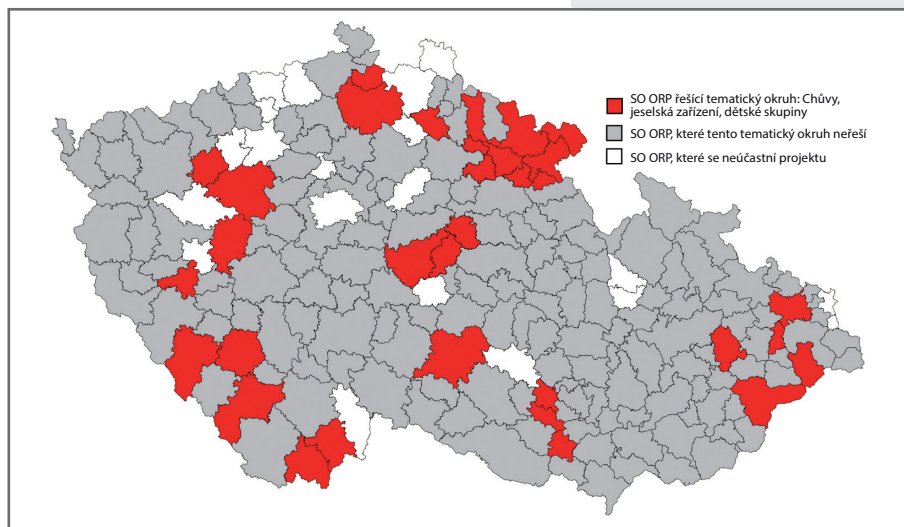 SO ORP řešící tematický okruh: Chůvy,
jeselská zařízení, dětské skupiny
SO ORP, které tento tematický okruh neřeší
SO ORP, které se neúčastní projektu